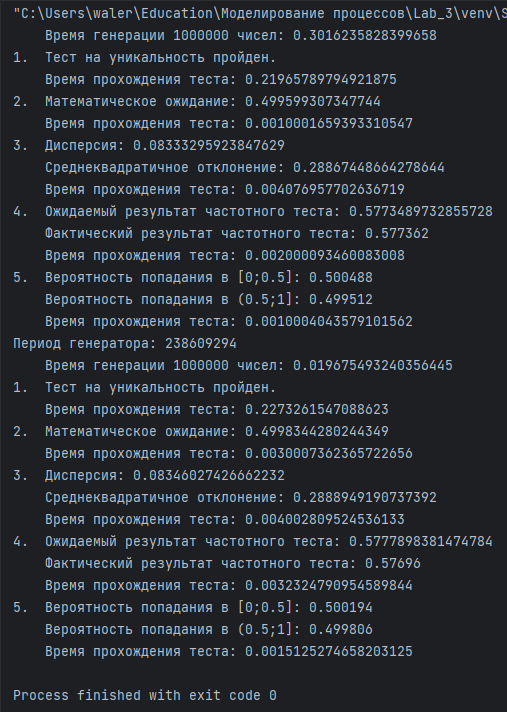 "C:\Users\waler\Education\Моделирование процессов\Lab_3\venv\S
Время генерации 1000000 чисел: 0.3016235828399658
1. Тест на уникальность пройден.
Время прохождения теста: 0.21965789794921875
2. Математическое ожидание: 0.499599307347744
Время прохождения теста: 0.0010001659393310547
3. Дисперсия: 0.08333295923847629
Среднеквадратичное отклонение: 0.28867448664278644
Время прохождения теста: 0.004076957702636719
4. Ожидаемый результат частотного теста: 0.5773489732855728
Фактический результат частотного теста: 0.577362
Время прохождения теста: 0.002000093460083008
5. Вероятность попадания в [0;0.5]: 0.500488
Вероятность попадания в (0.5;1]: 0.499512
Время прохождения теста: 0.0010004043579101562
Период генератора: 238609294
Время генерации 1000000 чисел: 0.019675493240356445
1. Тест на уникальность пройден.
Время прохождения теста: 0.2273261547088623
2. Математическое ожидание: 0.4998344280244349
Время прохождения теста: 0.0030007362365722656
3. Дисперсия: 0.08346027426662232
Среднеквадратичное отклонение: 0.2888949190737392
Время прохождения теста: 0.004002809524536133
4. Ожидаемый результат частотного теста: 0.5777898381474784
Фактический результат частотного теста: 0.57696
Время прохождения теста: 0.0032324790954589844
5. Вероятность попадания в [0;0.5]: 0.500194
Вероятность попадания в (0.5;1]: 0.499806
Время прохождения теста: 0.0015125274658203125
Process finished with exit code 0